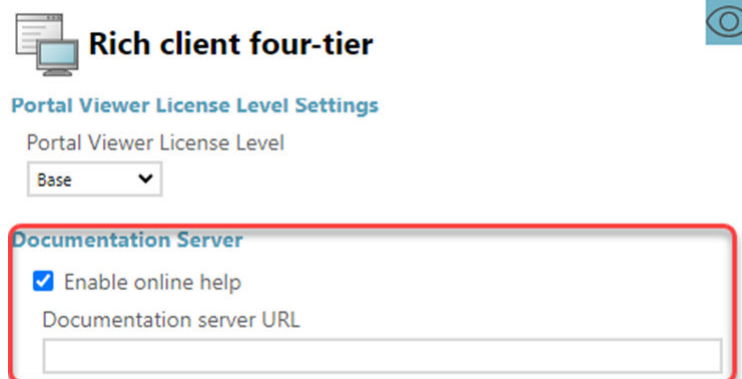 Rich client four-tier
Portal Viewer License Level Settings
Portal Viewer License Level
Base
Documentation Server
Enable online help
Documentation server URL